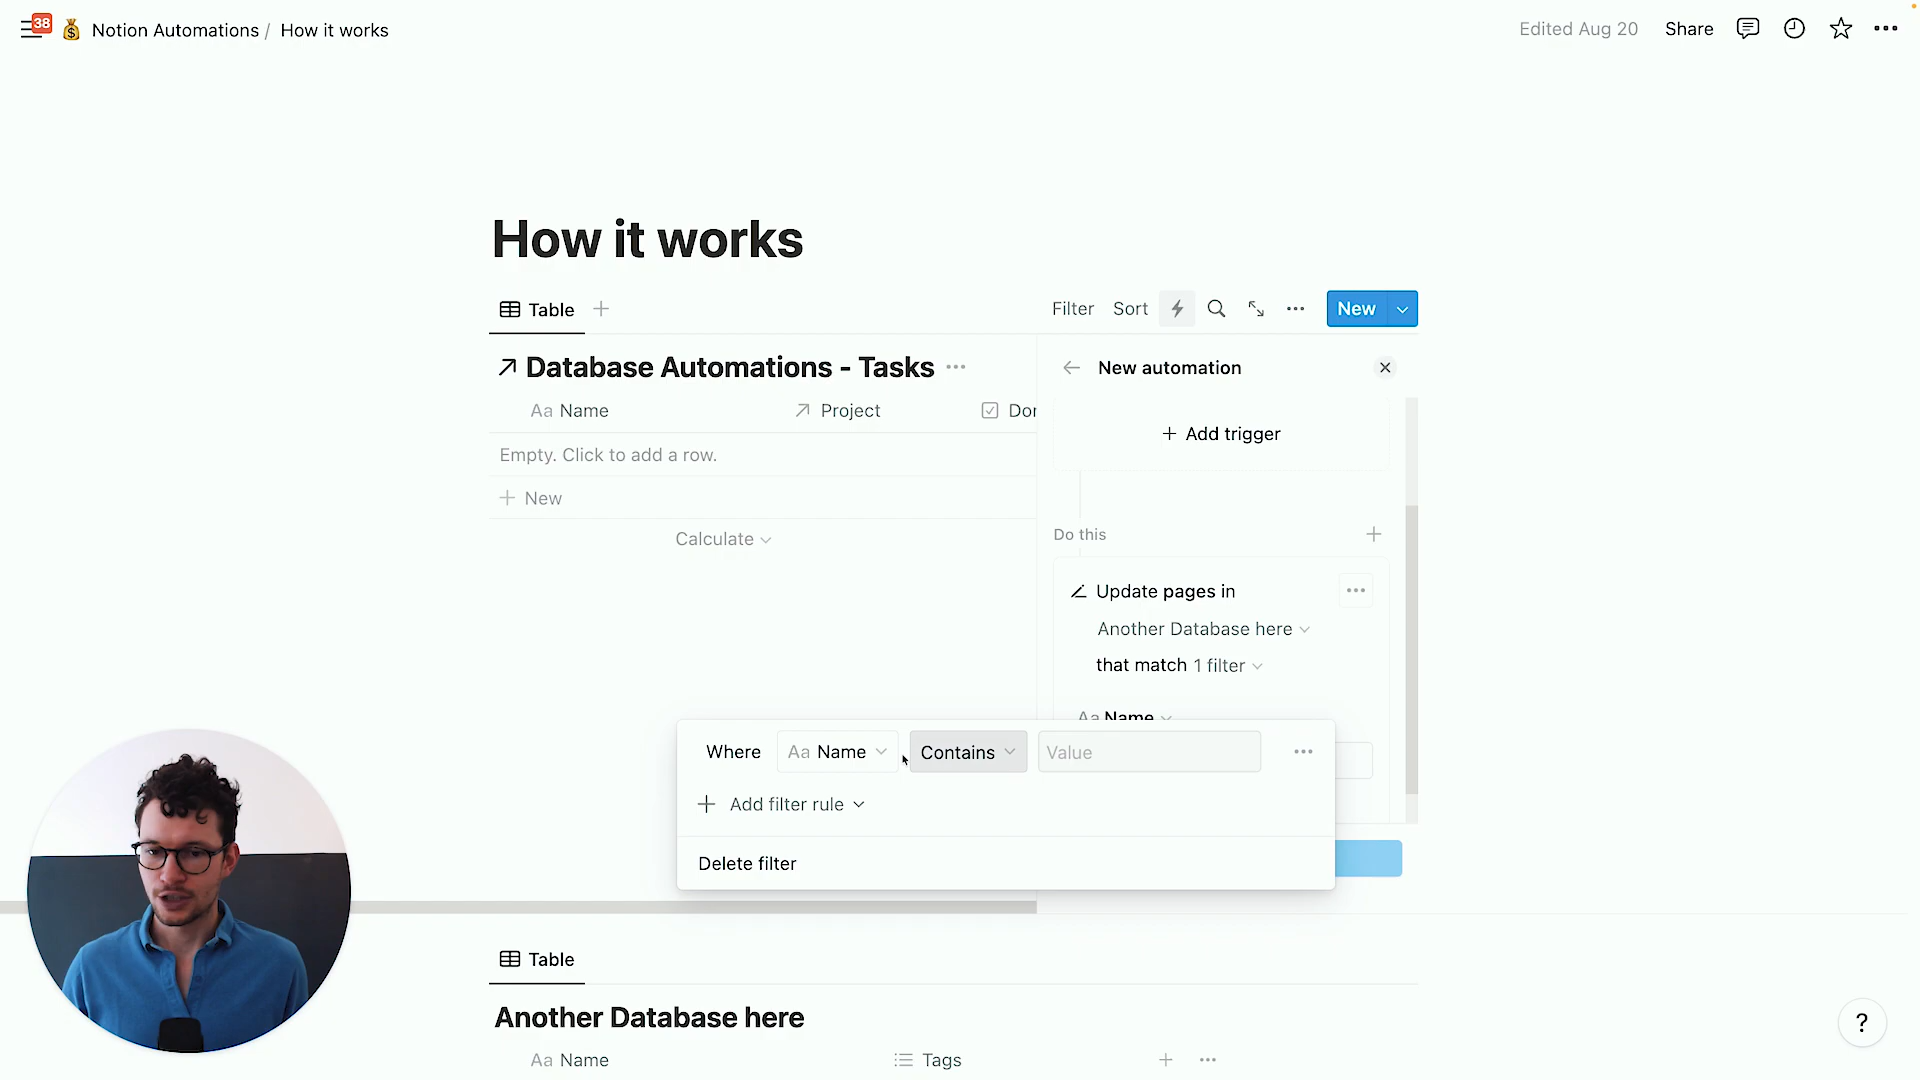 38
Notion Automations / How it works
Edited Aug 20
Share
How it works
Table
Filter
Sort
New
Database Automations - Tasks
Aa Name
Project
Dor
Empty. Click to add a row.
New
Calculate
New automation
Add trigger
Do this
Update pages in
Another Database here
that match 1 filter
Aa Name
Where
Aa Name
Contains
Value
Add filter rule
Delete filter
Table
Another Database here
Aa Name
Tags
?